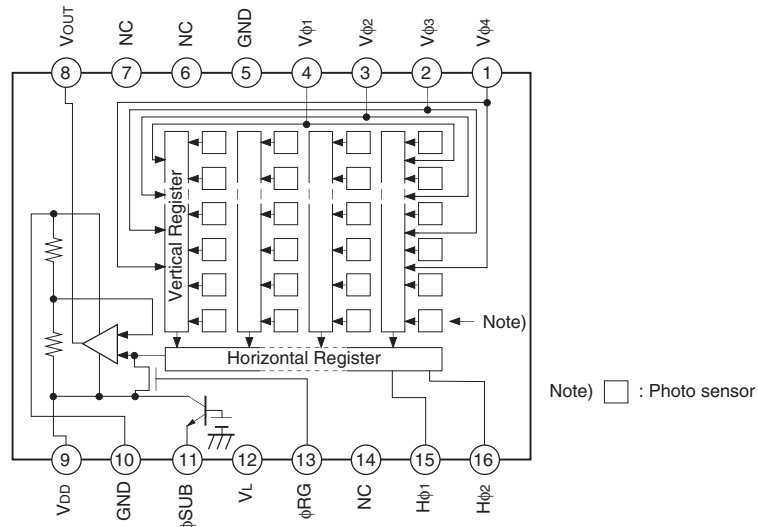 VOUT NC NC GND Vϕ1 Vϕ2 Vϕ3 Vϕ4
8 7 6 5 4 3 2 1
Vertical Register
Note)
Horizontal Register
Note) : Photo sensor
9 10 11 12 13 14 15 16
VDD GND ϕSUB VL ϕRG NC Hϕ1 Hϕ2